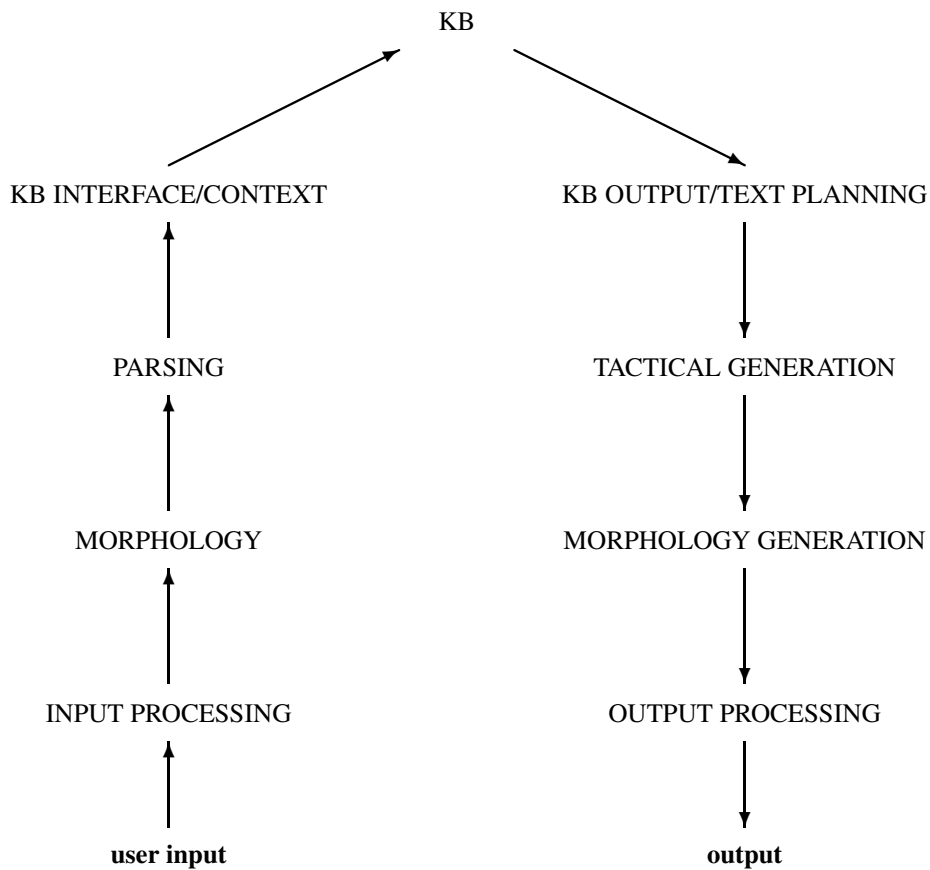 KB
KB INTERFACE/CONTEXT
KB OUTPUT/TEXT PLANNING
PARSING
TACTICAL GENERATION
MORPHOLOGY
MORPHOLOGY GENERATION
INPUT PROCESSING
OUTPUT PROCESSING
user input
output